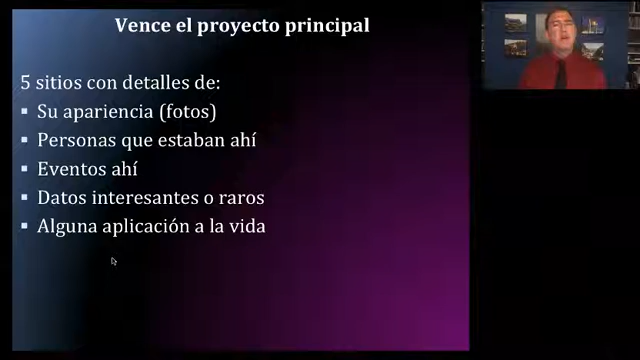 Vence el proyecto principal
5 sitios con detalles de:
▪ Su apariencia (fotos)
▪ Personas que estaban ahí
▪ Eventos ahí
▪ Datos interesantes o raros
▪ Alguna aplicación a la vida